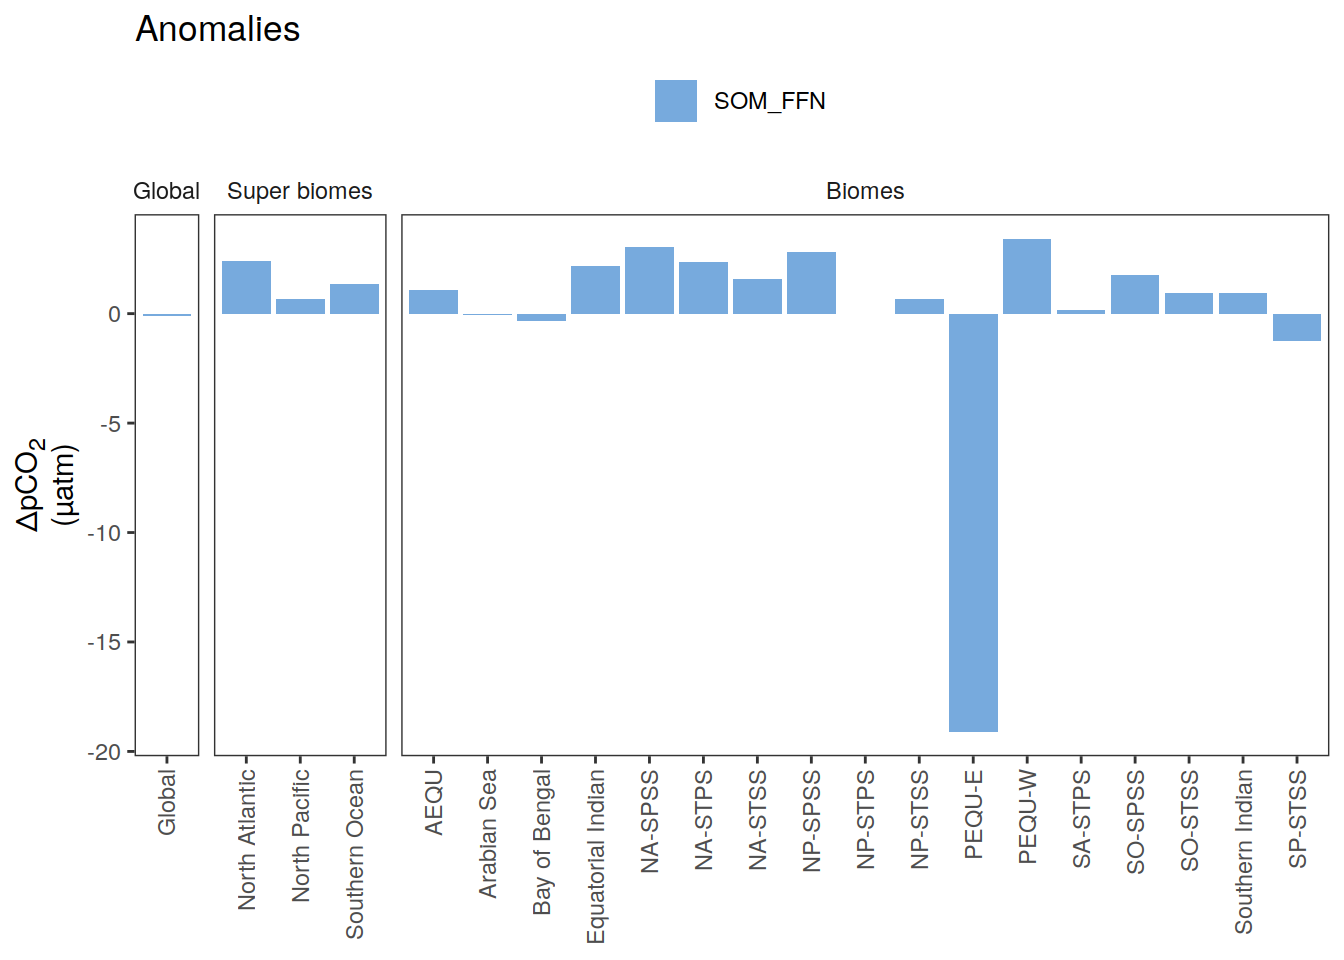 Anomalies
SOM_FFN
Global Super biomes Biomes
0
-5
-10
-15
-20
ΔpCO₂
(µatm)
Global
North Atlantic
North Pacific
Southern Ocean
AEQU
Arabian Sea
Bay of Bengal
Equatorial Indian
NA-SPSS
NA-STPS
NA-STSS
NP-SPSS
NP-STPS
NP-STSS
PEQU-E
PEQU-W
SA-STPS
SO-SPSS
SO-STSS
Southern Indian
SP-STSS